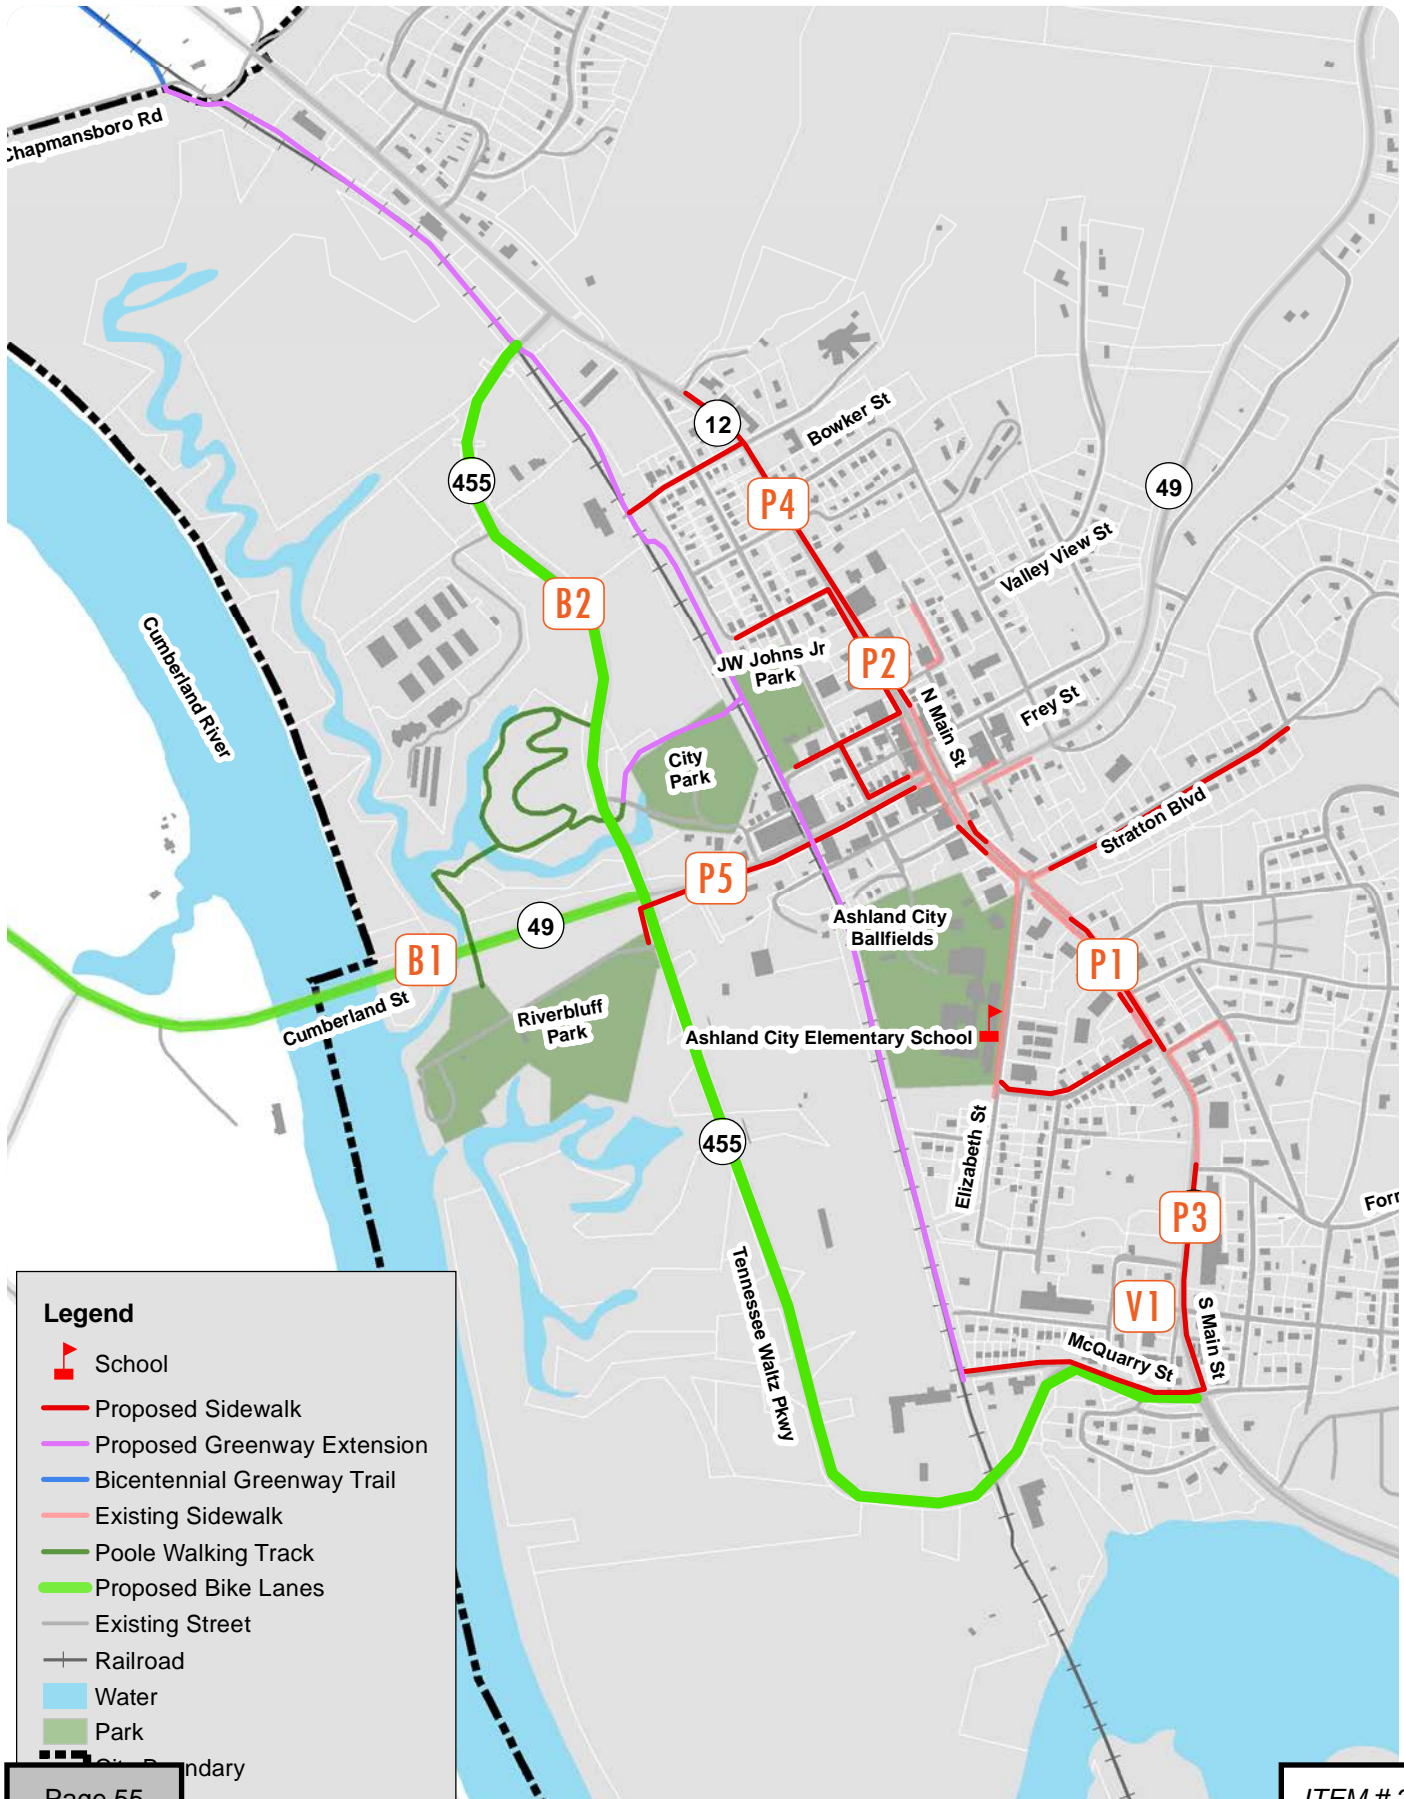 Chapmansboro Rd
12
Bowker St
455
49
P4
Valley View St
B2
Cumberland River
JW Johns Jr
Park
P2
N Main St
Frey St
City
Park
Stratton Blvd
P5
49
B1
Ashland City
Ballfields
P1
Cumberland St
Riverbluff
Park
Ashland City Elementary School
455
Elizabeth St
P3
Tennessee Waltz Pkwy
V1
S Main St
McQuarry St
Legend
School
Proposed Sidewalk
Proposed Greenway Extension
Bicentennial Greenway Trail
Existing Sidewalk
Poole Walking Track
Proposed Bike Lanes
Existing Street
Railroad
Water
Park
Page 55
ITEM #